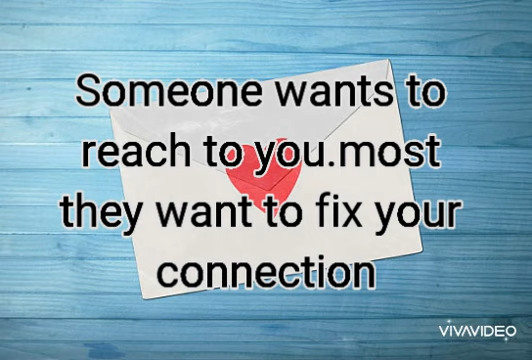 Someone wants to
reach to you.most
they want to fix your
connection
VIVAVIDEO